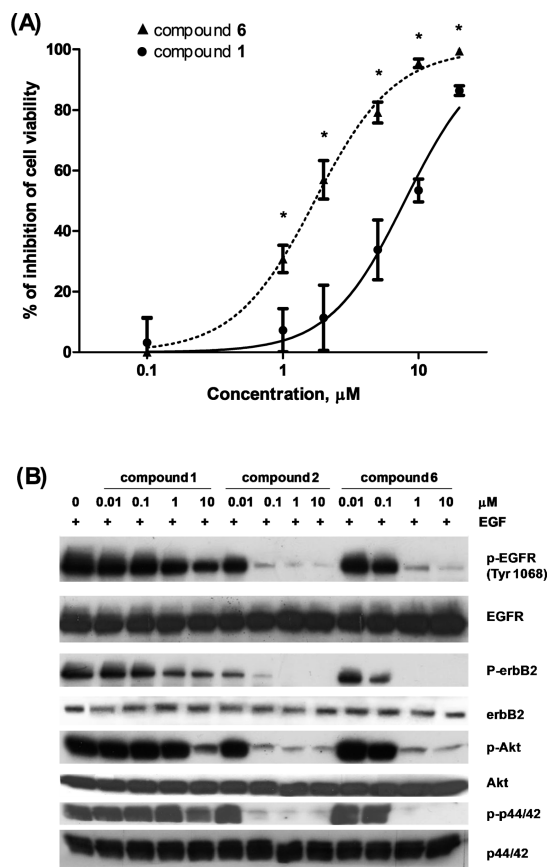 (A)
▲ compound 6
● compound 1
* * * * * *
% of inhibition of cell viability
100
80
60
40
20
0
0.1 1 10
Concentration, µM
(B)
compound 1 compound 2 compound 6
0 0.01 0.1 1 10 0.01 0.1 1 10 0.01 0.1 1 10 µM
+ + + + + + + + + + + + + EGF
p-EGFR
(Tyr 1068)
EGFR
P-erbB2
erbB2
p-Akt
Akt
p-p44/42
p44/42